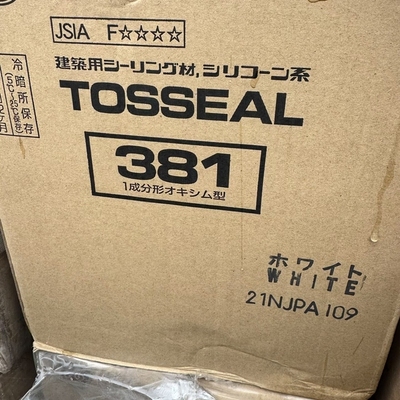 JSIA F☆☆☆☆
建築用シーリング材,シリコーン系
TOSSEAL
381
1成分形オキシム型
冷暗所保存
ホワイト
WHITE
21NJPA I09